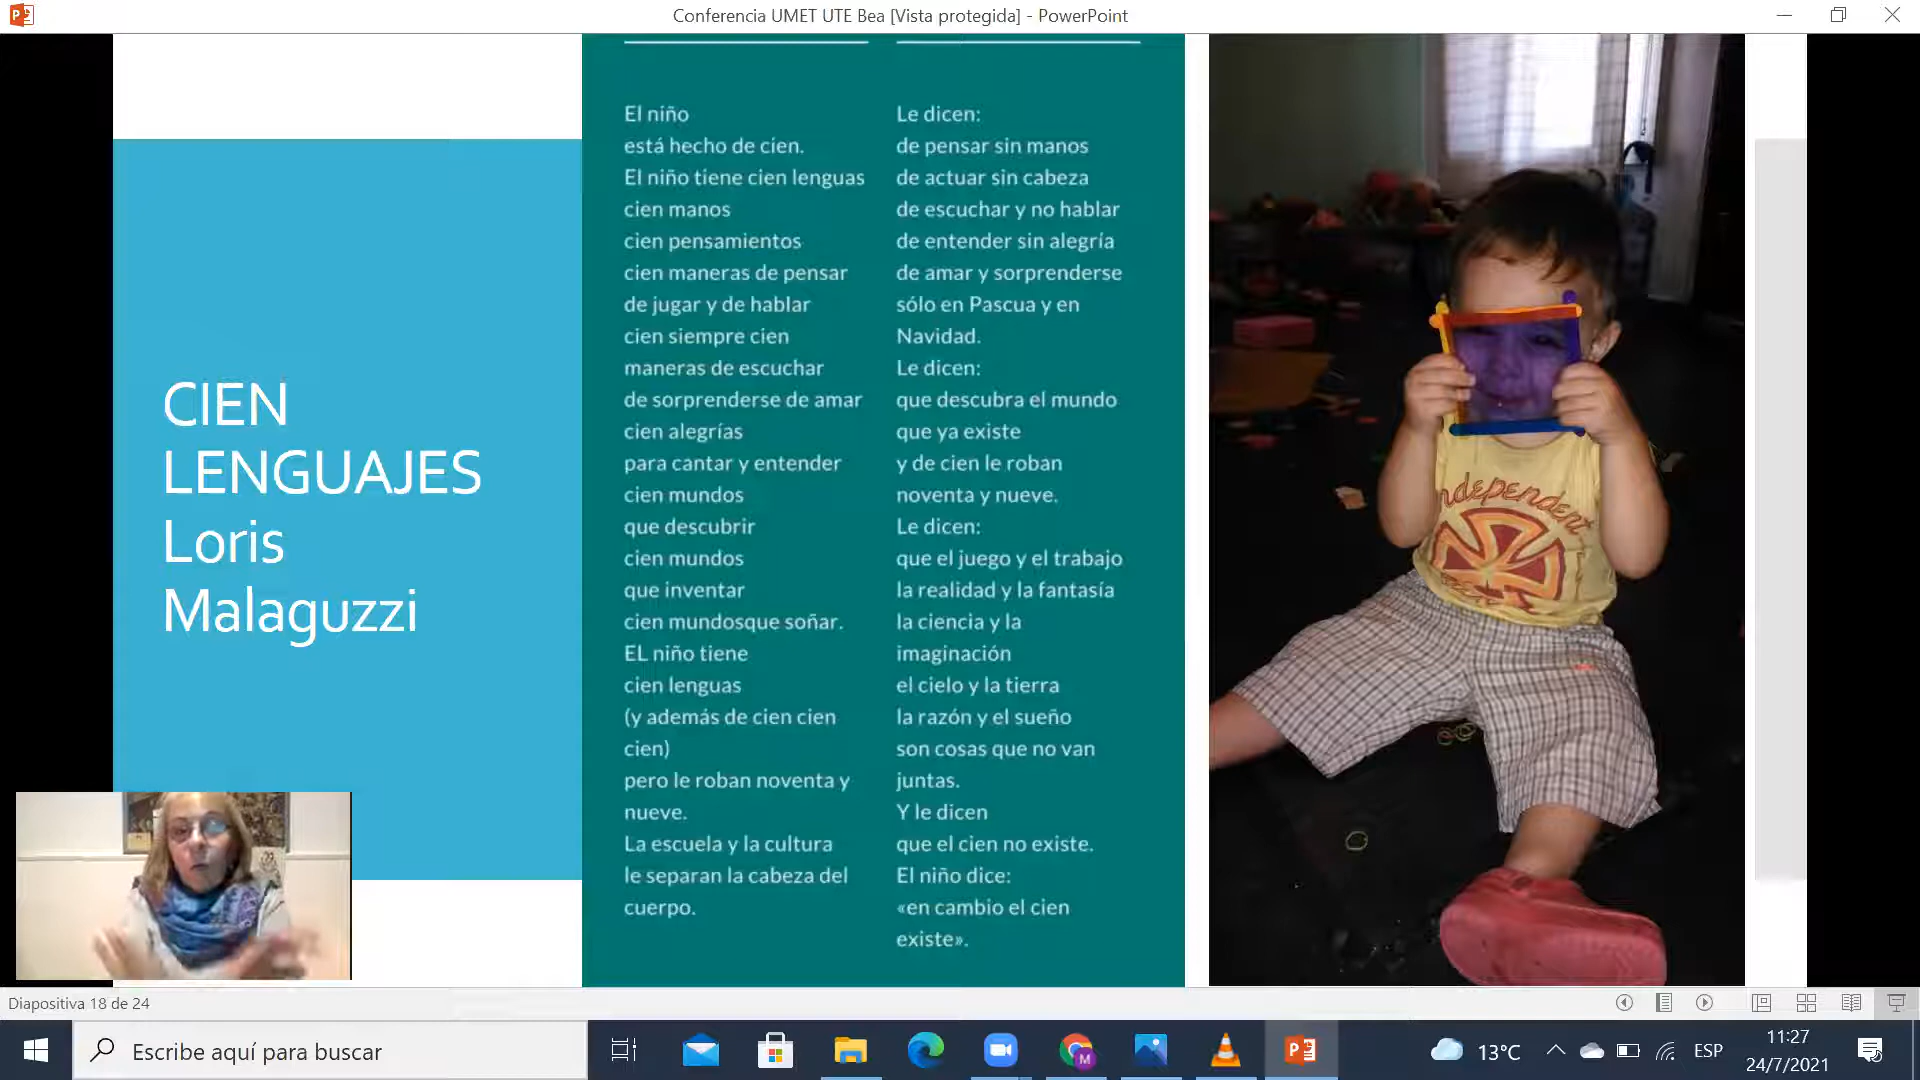 Conferencia UMET UTE Bea [Vista protegida] - PowerPoint
CIEN
LENGUAJES
Loris
Malaguzzi
El niño
está hecho de cien.
El niño tiene cien lenguas
cien manos
cien pensamientos
cien maneras de pensar
de jugar y de hablar
cien siempre cien
maneras de escuchar
de sorprenderse de amar
cien alegrías
para cantar y entender
cien mundos
que descubrir
cien mundos
que inventar
cien mundosque soñar.
EL niño tiene
cien lenguas
(y además de cien cien
cien)
pero le roban noventa y
nueve.
La escuela y la cultura
le separan la cabeza del
cuerpo.
Le dicen:
de pensar sin manos
de actuar sin cabeza
de escuchar y no hablar
de entender sin alegría
de amar y sorprenderse
sólo en Pascua y en
Navidad.
Le dicen:
que descubra el mundo
que ya existe
y de cien le roban
noventa y nueve.
Le dicen:
que el juego y el trabajo
la realidad y la fantasía
la ciencia y la
imaginación
el cielo y la tierra
la razón y el sueño
son cosas que no van
juntas.
Y le dicen
que el cien no existe.
El niño dice:
«en cambio el cien
existe».
Independent
Diapositiva 18 de 24
Escribe aquí para buscar
M
13°C
ESP
11:27
24/7/2021